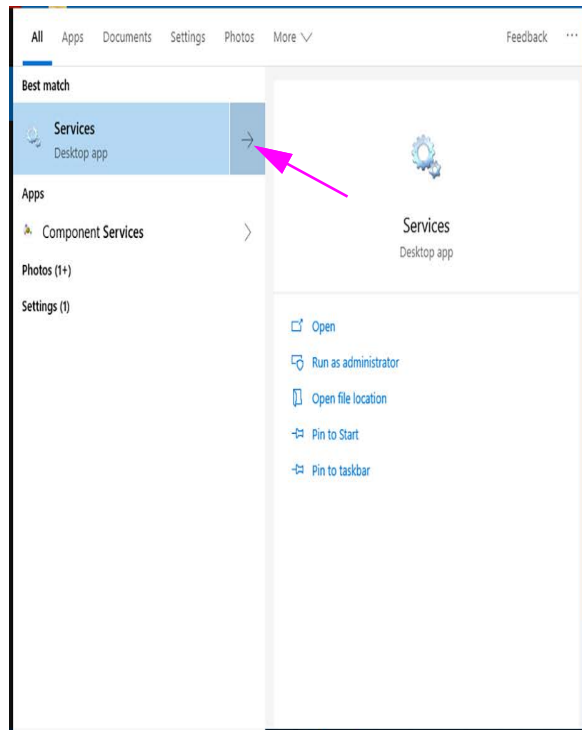 All Apps Documents Settings Photos More Feedback ···
Best match
Services
Desktop app
Apps
Component Services
Photos (1+)
Settings (1)
Services
Desktop app
Open
Run as administrator
Open file location
Pin to Start
Pin to taskbar